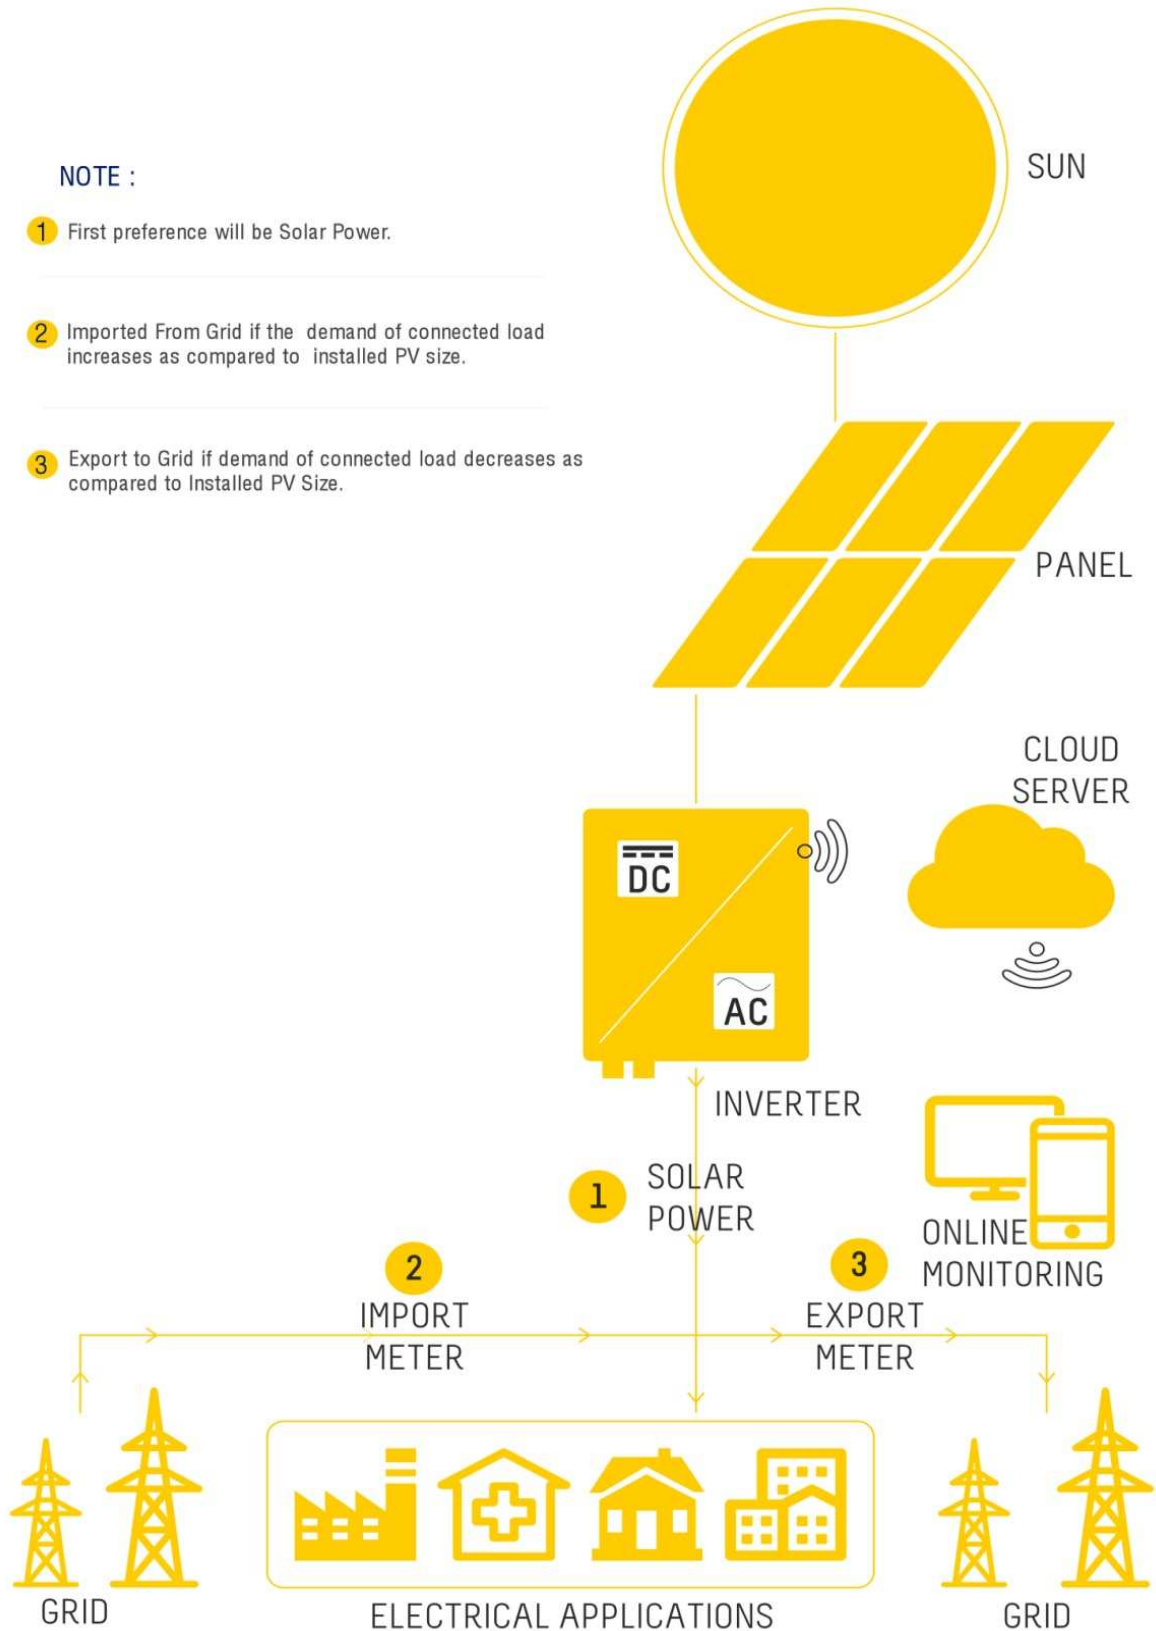 SUN
NOTE :
1 First preference will be Solar Power.
2 Imported From Grid if the demand of connected load
increases as compared to installed PV size.
3 Export to Grid if demand of connected load decreases as
compared to Installed PV Size.
PANEL
CLOUD
SERVER
DC
AC
INVERTER
1 SOLAR
POWER
ONLINE
MONITORING
2
IMPORT
METER
3
EXPORT
METER
GRID
ELECTRICAL APPLICATIONS
GRID